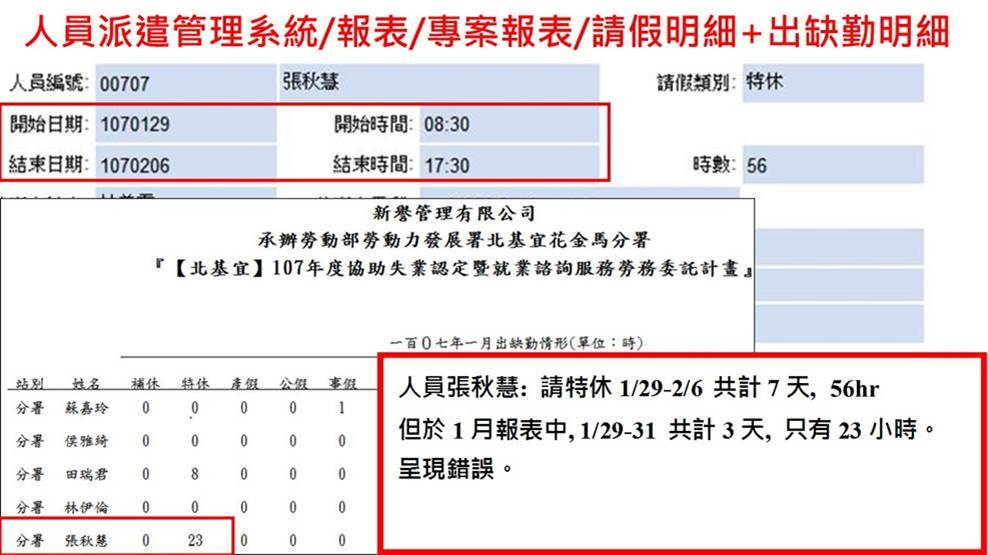 人員派遣管理系統/報表/專案報表/請假明細+出缺勤明細
人員編號: 00707 張秋慧 請假類別: 特休
開始日期: 1070129 開始時間: 08:30
結束日期: 1070206 結束時間: 17:30 時數: 56
新譽管理有限公司
承辦勞動部勞動力發展署北基宜花金馬分署
『【北基宜】107年度協助失業認定暨就業諮詢服務勞務委託計畫』
一百0七年一月出缺勤情形(單位:時)
站別 姓名 補休 特休 產假 公假 事假
分署 蘇嘉玲 0 0 0 0 1
分署 侯雅綺 0 0 0 0 0
分署 田瑞君 0 8 0 0 0
分署 林伊倫 0 0 0 0 0
分署 張秋慧 0 23 0 0 0
人員張秋慧: 請特休 1/29-2/6 共計 7 天, 56hr
但於 1 月報表中, 1/29-31 共計 3 天, 只有 23 小時。
呈現錯誤。